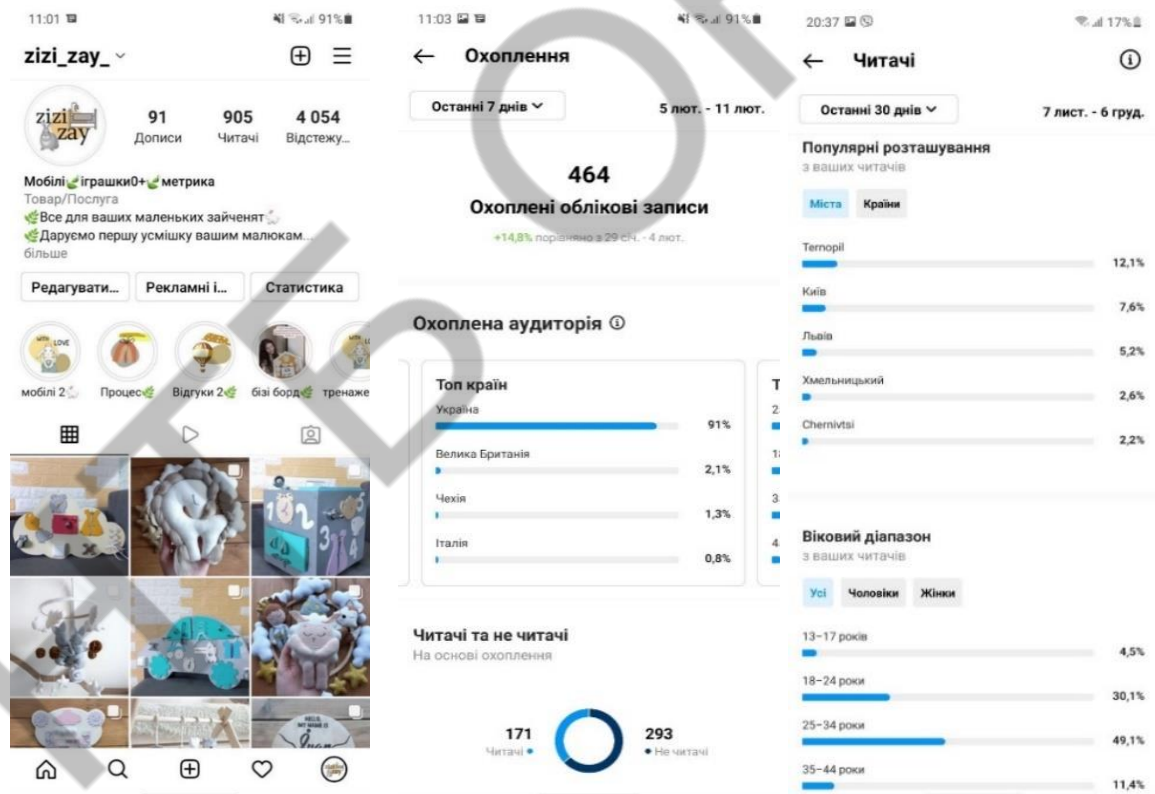 11:01 91%
zizi_zay_
zizi
zay
91 905 4 054
Дописи Читачі Відстежу...
Мобілі🌿іграшки0+🌿метрика
Товар/Послуга
🌿Все для ваших маленьких зайченят
🌿Даруємо першу усмішку вашим малюкам...
більше
Редагувати... Рекламні і... Статистика
мобілі 2 Процес🌿 Відгуки 2🌿 бізі борд🌿 тренаже
11:03 91%
← Охоплення
Останні 7 днів 5 лют. - 11 лют.
464
Охоплені облікові записи
+14,8% порівняно з 29 січ. - 4 лют.
Охоплена аудиторія
Топ країн
Україна
91%
Велика Британія
2,1%
Чехія
1,3%
Італія
0,8%
Читачі та не читачі
На основі охоплення
171 293
Читачі • • Не читачі
20:37 17%
← Читачі
Останні 30 днів 7 лист. - 6 груд.
Популярні розташування
з ваших читачів
Міста Країни
Ternopil
12,1%
Київ
7,6%
Львів
5,2%
Хмельницький
2,6%
Chernivtsi
2,2%
Віковий діапазон
з ваших читачів
Усі Чоловіки Жінки
13–17 років
4,5%
18–24 роки
30,1%
25–34 роки
49,1%
35–44 роки
11,4%